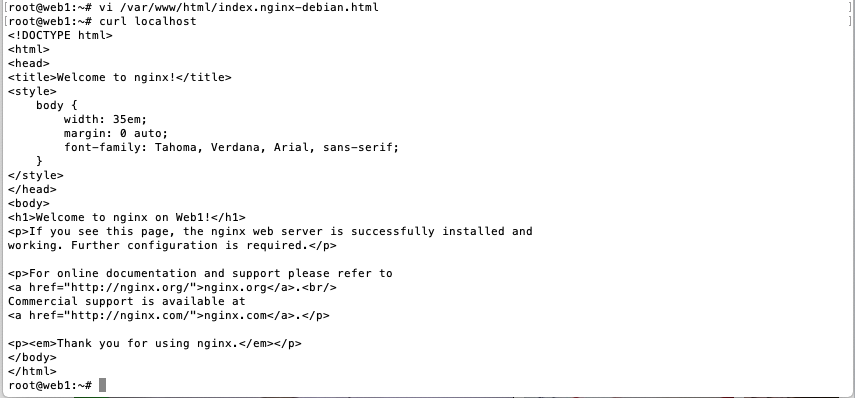 [root@web1:~# vi /var/www/html/index.nginx-debian.html ]
[root@web1:~# curl localhost ]
<!DOCTYPE html>
<html>
<head>
<title>Welcome to nginx!</title>
<style>
    body {
        width: 35em;
        margin: 0 auto;
        font-family: Tahoma, Verdana, Arial, sans-serif;
    }
</style>
</head>
<body>
<h1>Welcome to nginx on Web1!</h1>
<p>If you see this page, the nginx web server is successfully installed and
working. Further configuration is required.</p>

<p>For online documentation and support please refer to
<a href="http://nginx.org/">nginx.org</a>.<br/>
Commercial support is available at
<a href="http://nginx.com/">nginx.com</a>.</p>

<p><em>Thank you for using nginx.</em></p>
</body>
</html>
root@web1:~#